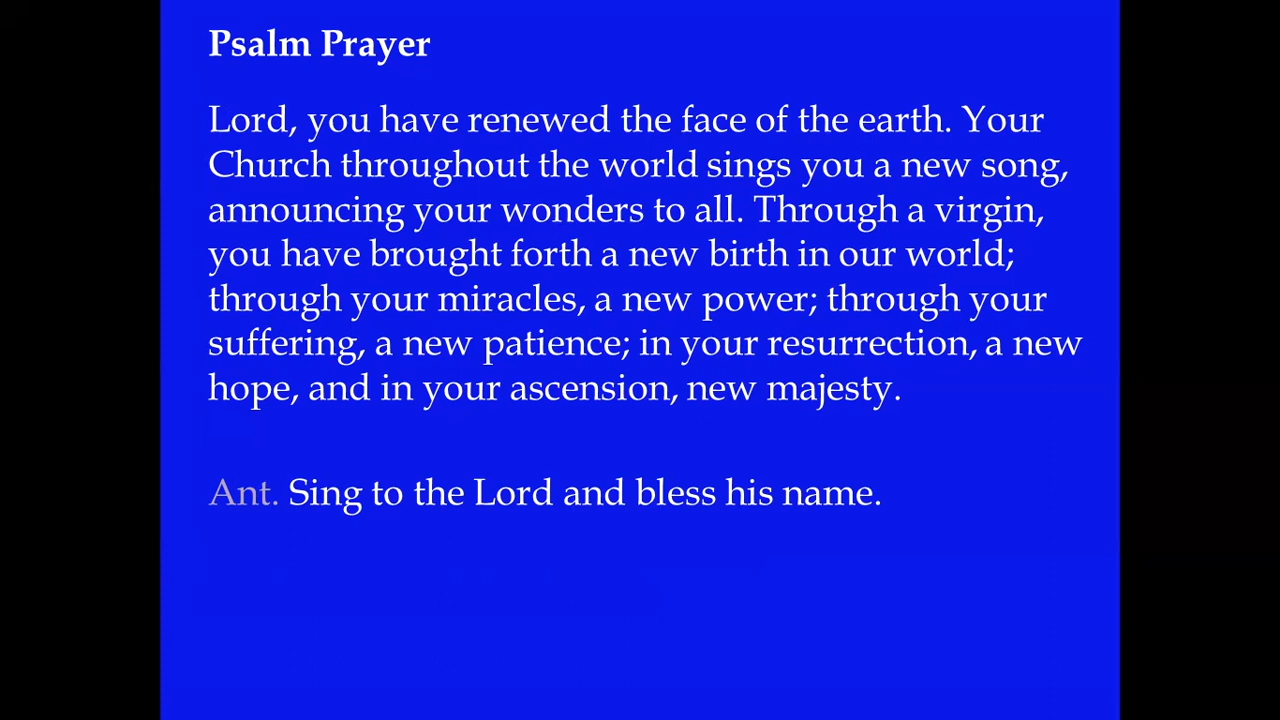 Psalm Prayer
Lord, you have renewed the face of the earth. Your
Church throughout the world sings you a new song,
announcing your wonders to all. Through a virgin,
you have brought forth a new birth in our world;
through your miracles, a new power; through your
suffering, a new patience; in your resurrection, a new
hope, and in your ascension, new majesty.
Ant. Sing to the Lord and bless his name.